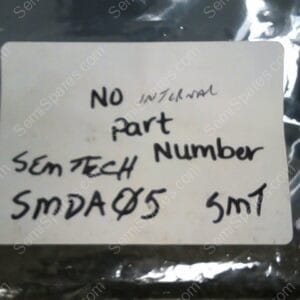 NO INTERNAL
Part
Number
SEMTECH
SMDAØ5 SMT